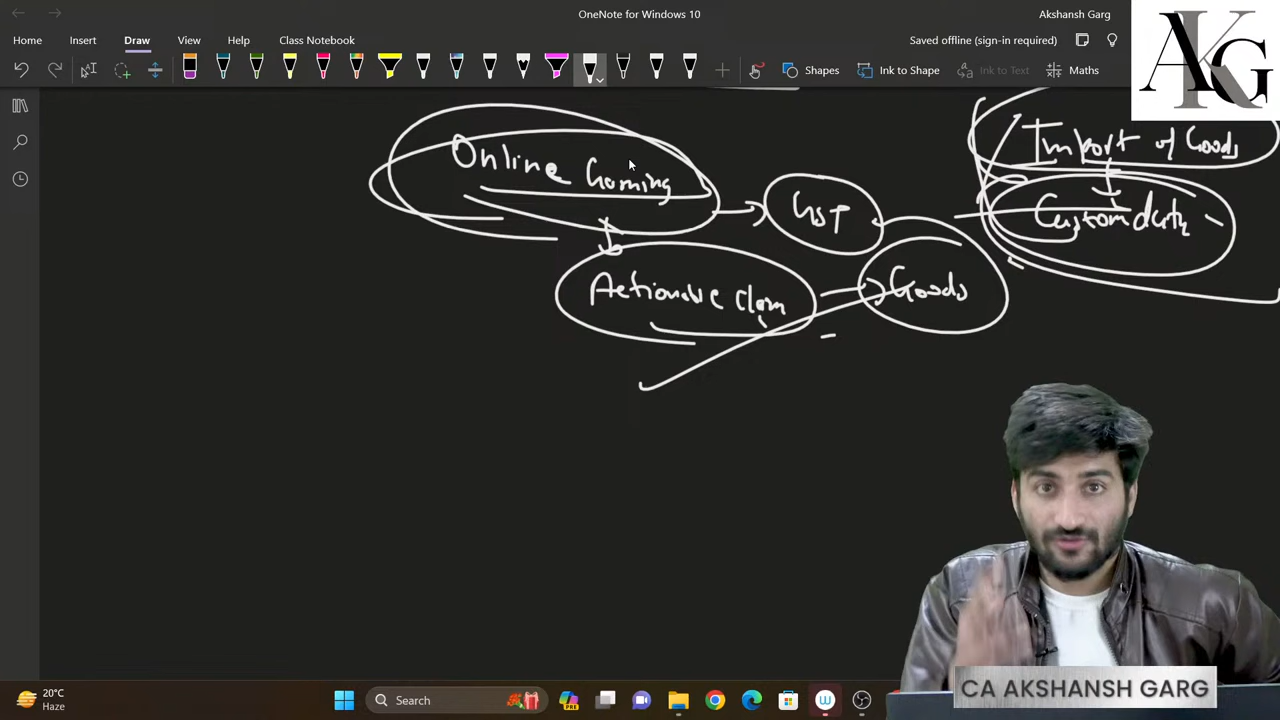 OneNote for Windows 10
Akshansh Garg
Home Insert Draw View Help Class Notebook
Saved offline (sign-in required)
Shapes Ink to Shape Ink to Text Maths
AKG
Online Gaming
GST
Import of Goods
Custom duty
Actionable Claim
Goods
CA AKSHANSH GARG
20°C
Haze
Search